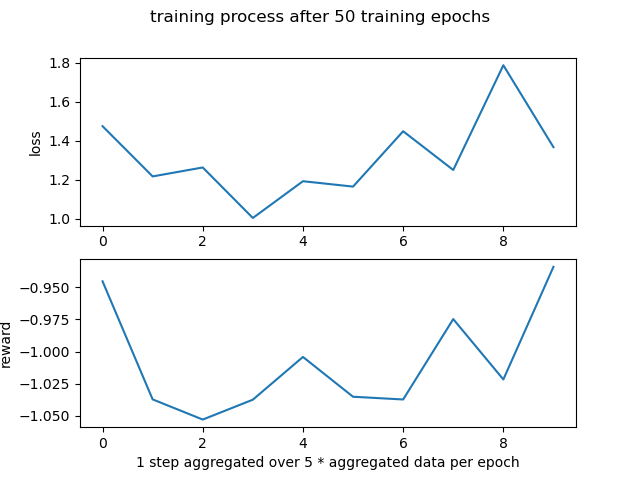 training process after 50 training epochs
1.8
1.6
1.4
1.2
1.0
loss
0 2 4 6 8
−0.950
−0.975
−1.000
−1.025
−1.050
reward
0 2 4 6 8
1 step aggregated over 5 * aggregated data per epoch